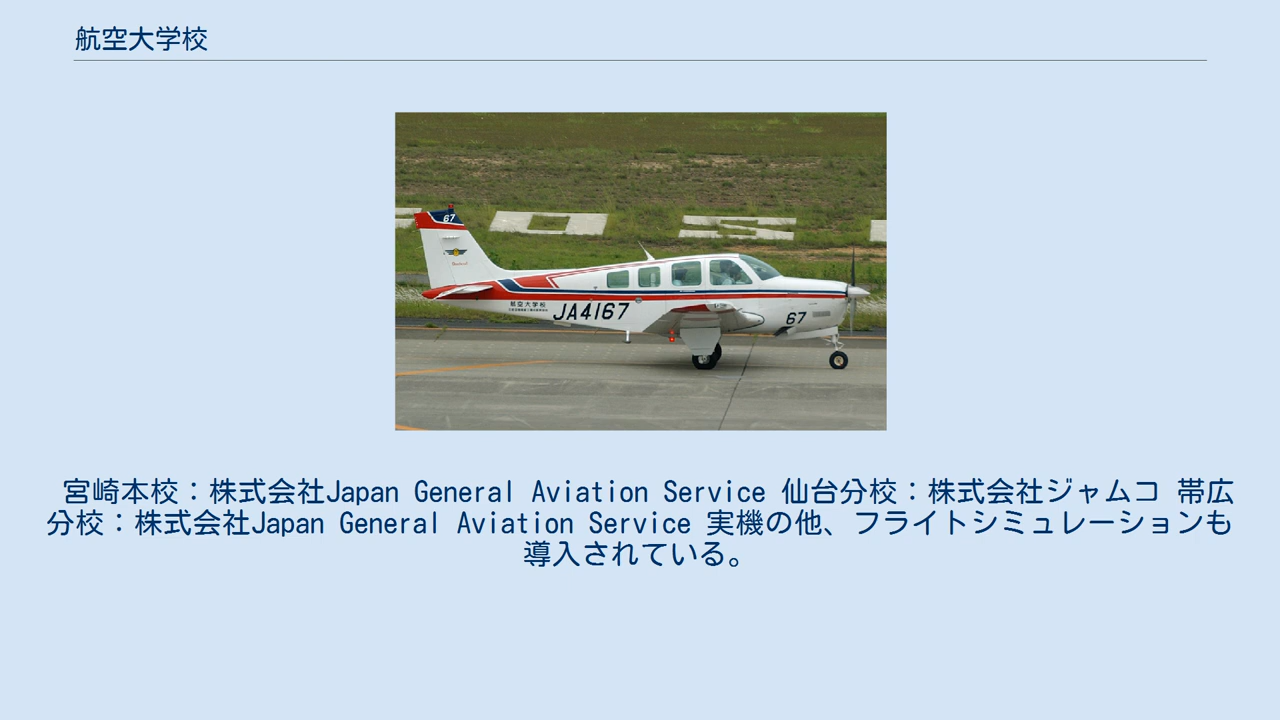 航空大学校
67
航空大学校
JA4167
67
宮崎本校：株式会社Japan General Aviation Service 仙台分校：株式会社ジャムコ 帯広
分校：株式会社Japan General Aviation Service 実機の他、フライトシミュレーションも
導入されている。